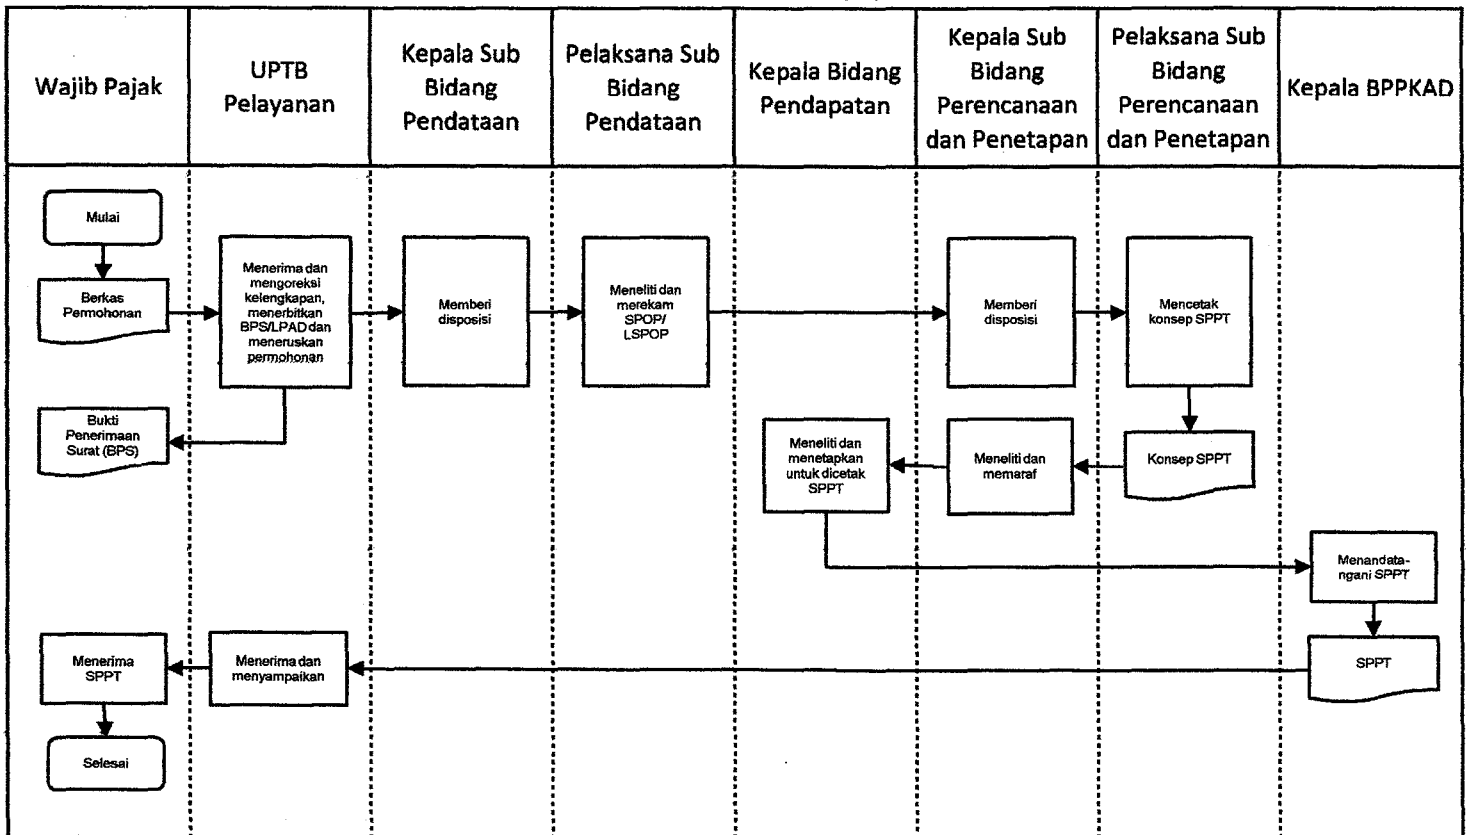 Wajib Pajak
UPTB
Pelayanan
Kepala Sub
Bidang
Pendataan
Pelaksana Sub
Bidang
Pendataan
Kepala Bidang
Pendapatan
Kepala Sub
Bidang
Perencanaan
dan Penetapan
Pelaksana Sub
Bidang
Perencanaan
dan Penetapan
Kepala BPPKAD
Mulai
Berkas
Permohonan
Menerima dan
mengoreksi
kelengkapan,
menerbitkan
BPS/LPAD dan
meneruskan
permohonan
Memberi
disposisi
Meneliti dan
merekam
SPOP/
LSPOP
Memberi
disposisi
Mencetak
konsep SPPT
Bukti
Penerimaan
Surat (BPS)
Meneliti dan
menetapkan
untuk dicetak
SPPT
Meneliti dan
memaraf
Konsep SPPT
Menandata-
ngani SPPT
Menerima
SPPT
Menerima dan
menyampaikan
SPPT
Selesai